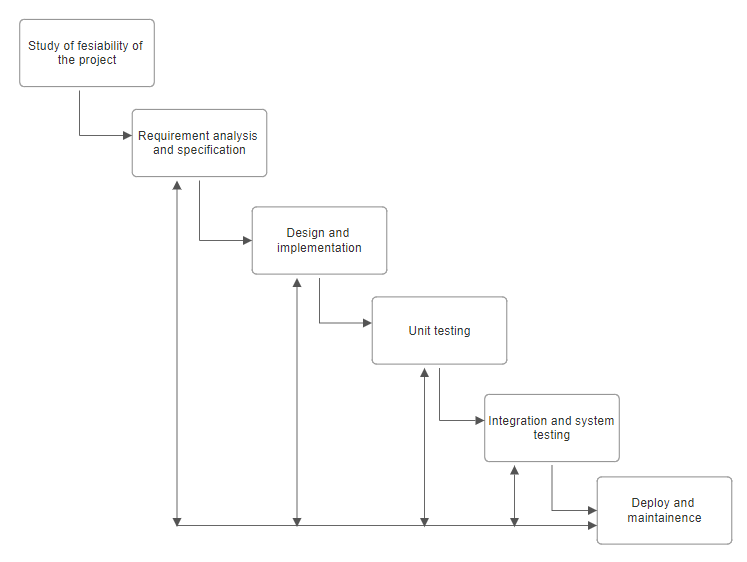 Study of fesiability of
the project
Requirement analysis
and specification
Design and
implementation
Unit testing
Integration and system
testing
Deploy and
maintainence